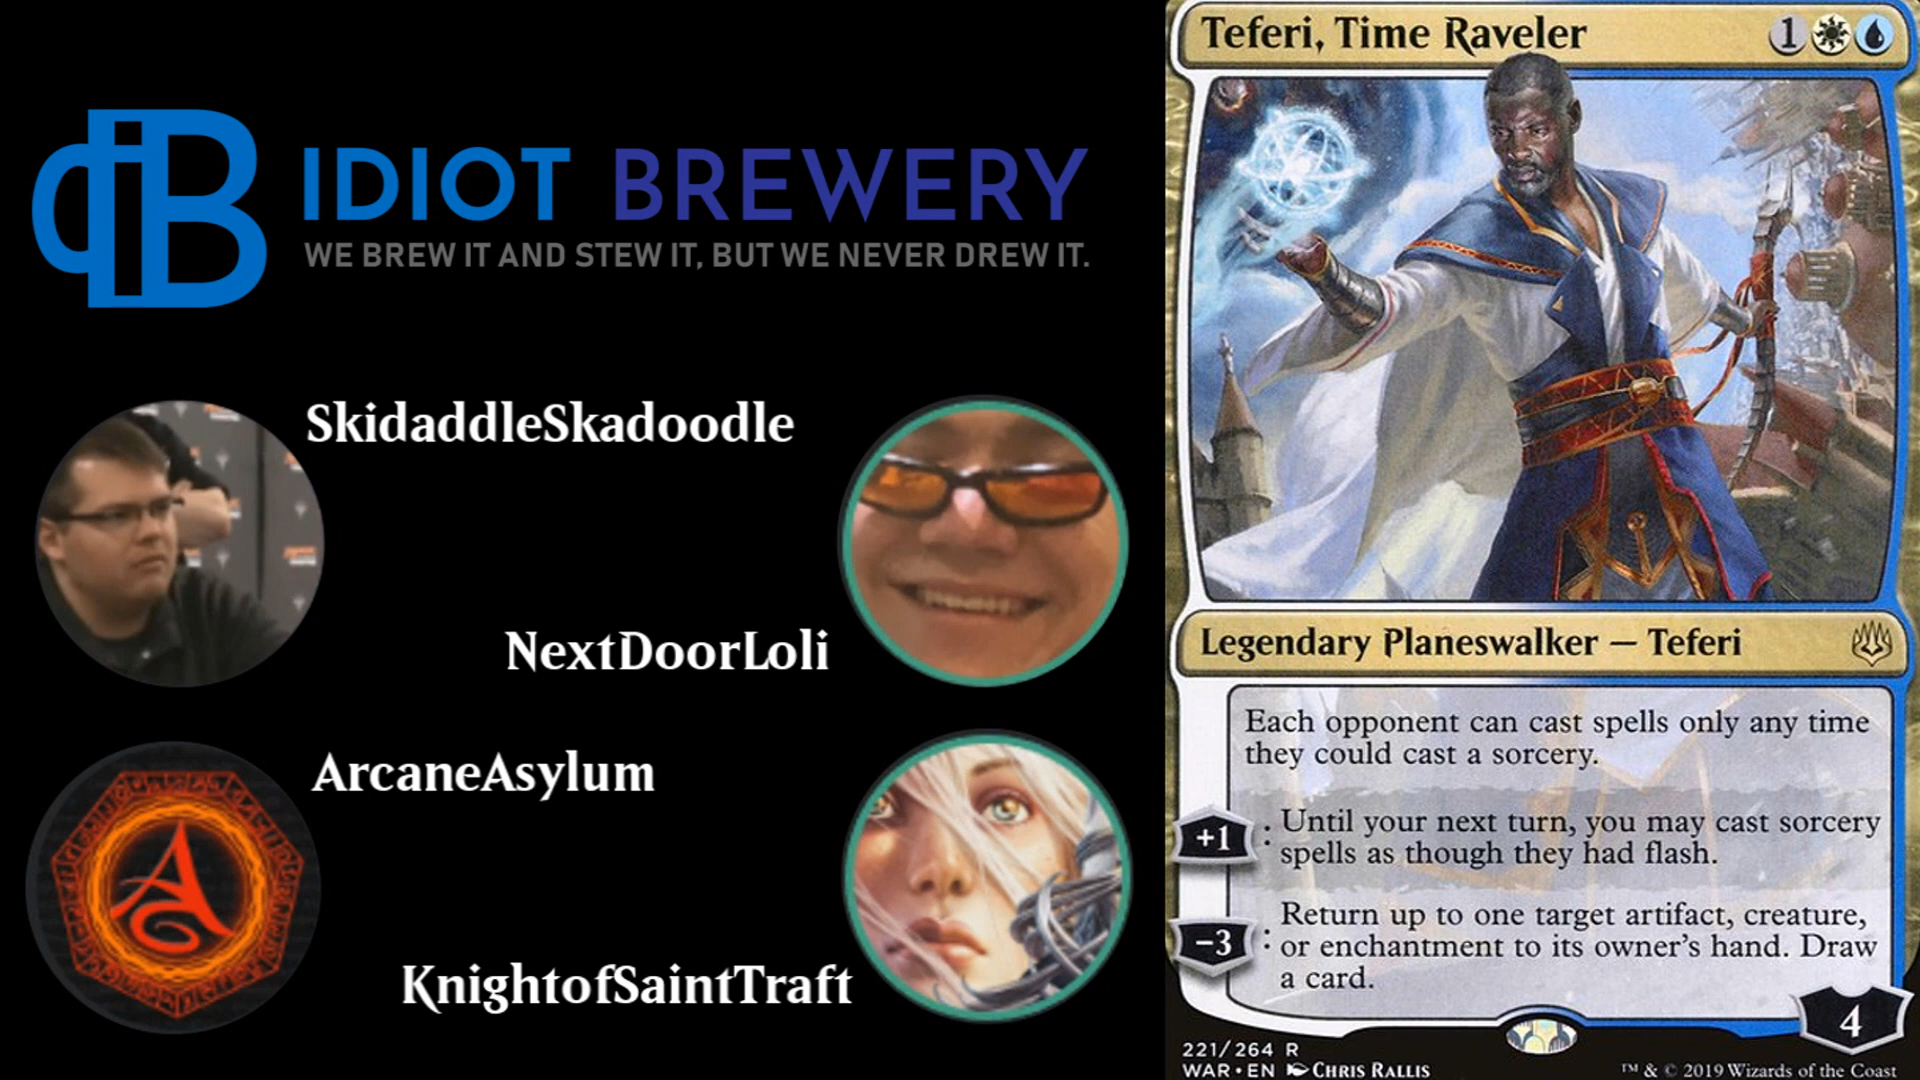 iB
IDIOT BREWERY
WE BREW IT AND STEW IT, BUT WE NEVER DREW IT.
SkidaddleSkadoodle
NextDoorLoli
ArcaneAsylum
KnightofSaintTraft
Teferi, Time Raveler
1
Legendary Planeswalker — Teferi
Each opponent can cast spells only any time
they could cast a sorcery.
+1: Until your next turn, you may cast sorcery
spells as though they had flash.
−3: Return up to one target artifact, creature,
or enchantment to its owner's hand. Draw
a card.
4
221/264 R
WAR • EN CHRIS RALLIS
™ & © 2019 Wizards of the Coast